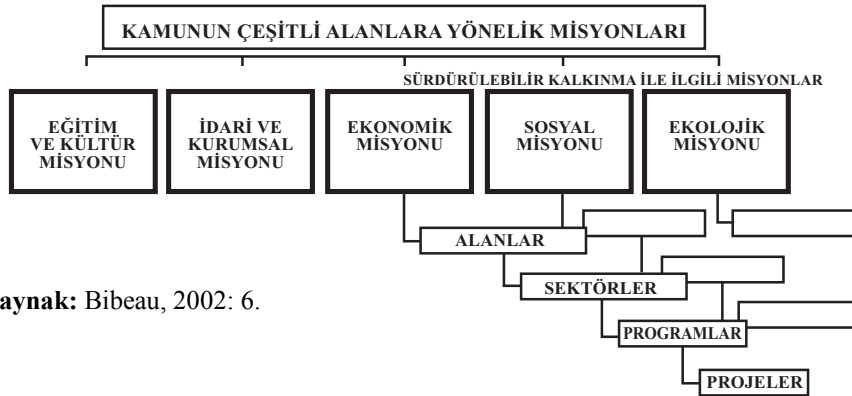 KAMUNUN ÇEŞİTLİ ALANLARA YÖNELİK MİSYONLARI
SÜRDÜRÜLEBİLİR KALKINMA İLE İLGİLİ MİSYONLAR
EĞİTİM
VE KÜLTÜR
MİSYONU
İDARİ VE
KURUMSAL
MİSYONU
EKONOMİK
MİSYONU
SOSYAL
MİSYONU
EKOLOJİK
MİSYONU
ALANLAR
SEKTÖRLER
aynak: Bibeau, 2002: 6.
PROGRAMLAR
PROJELER